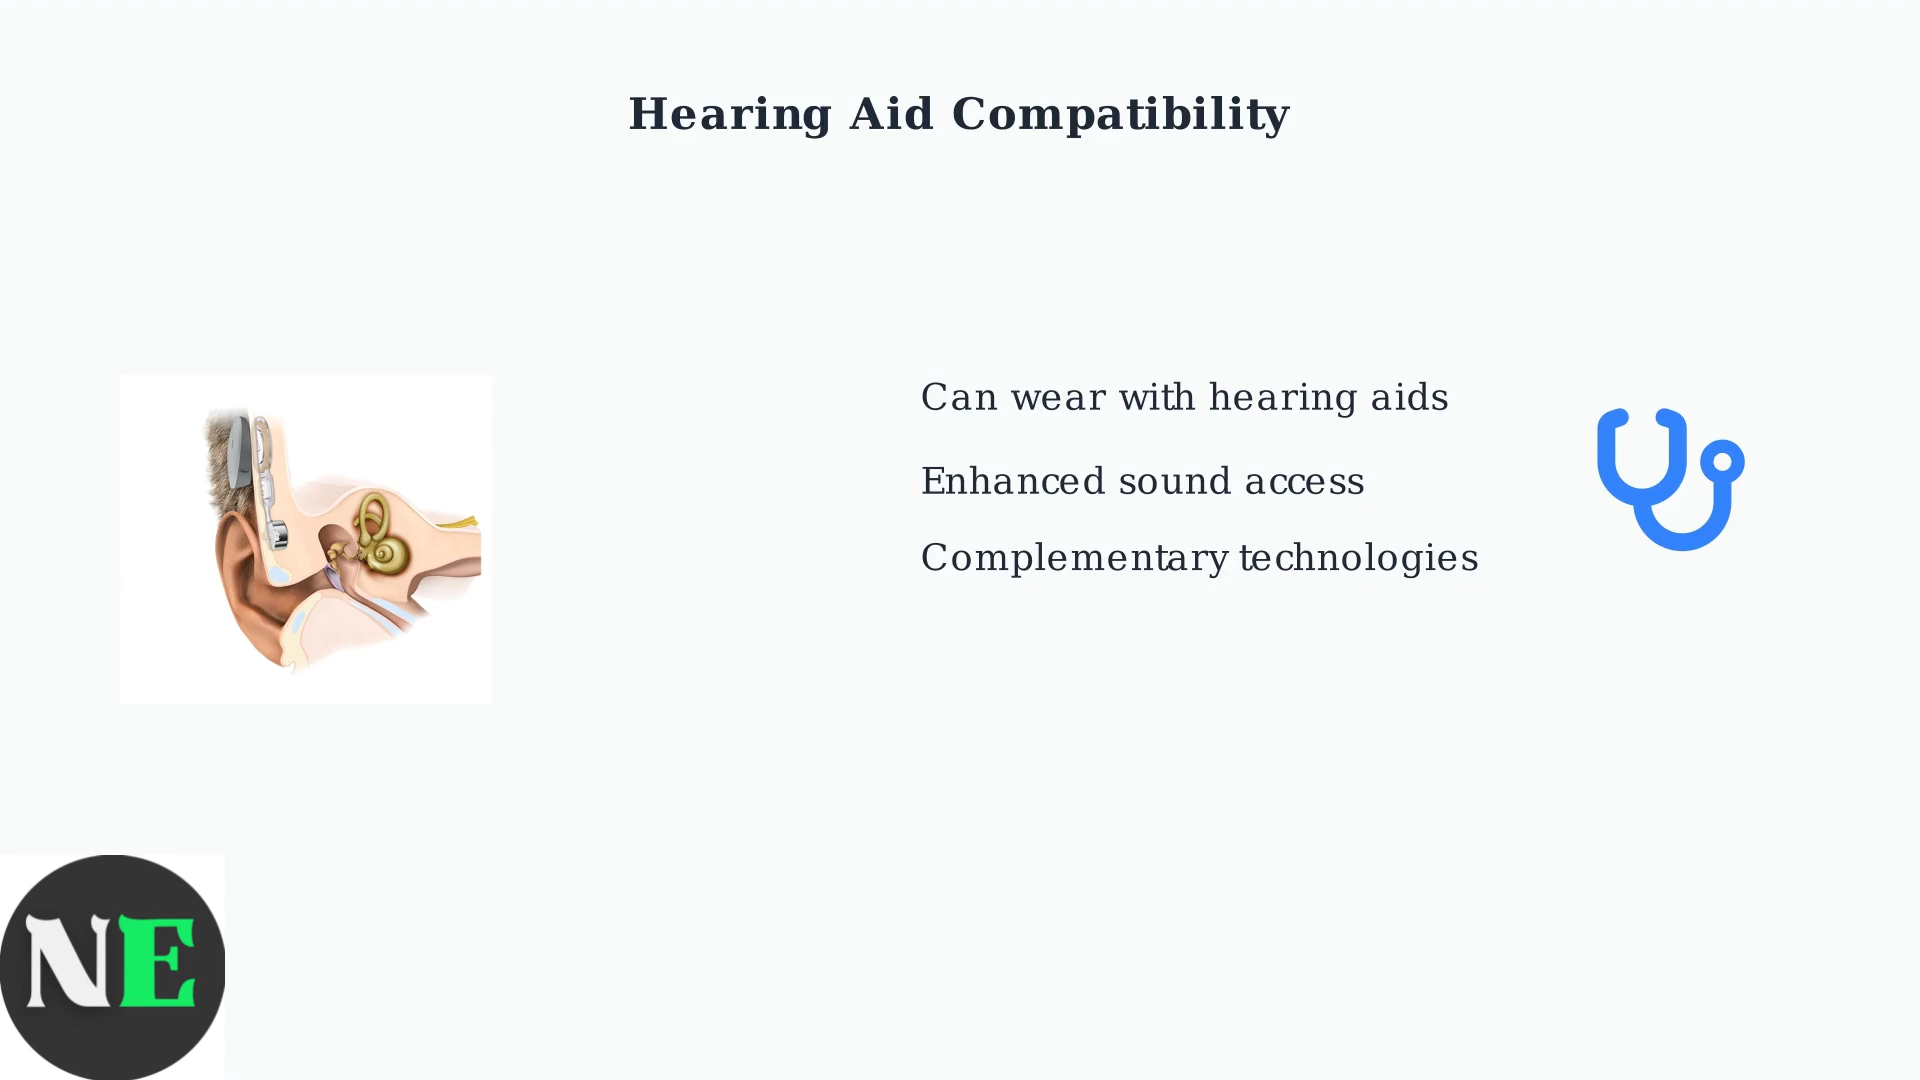 Hearing Aid Compatibility
Can wear with hearing aids
Enhanced sound access
Complementary technologies
NE